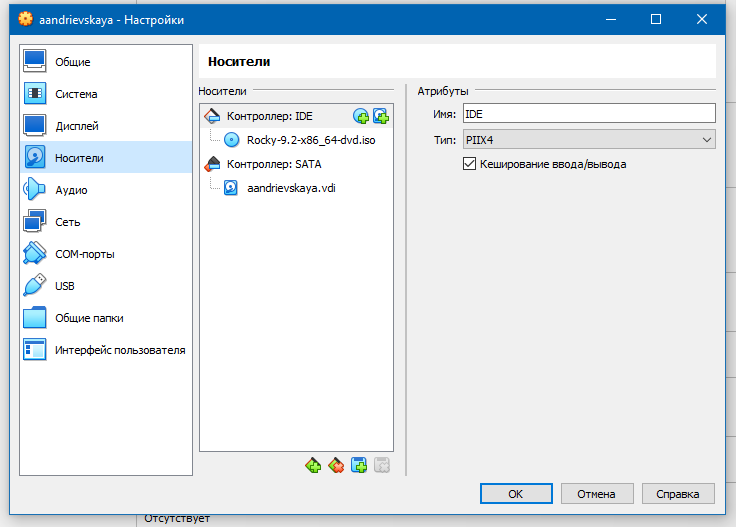 aandrievskaya - Настройки
Общие
Система
Дисплей
Носители
Аудио
Сеть
COM-порты
USB
Общие папки
Интерфейс пользователя
Носители
Носители
Контроллер: IDE
Rocky-9.2-x86_64-dvd.iso
Контроллер: SATA
aandrievskaya.vdi
Атрибуты
Имя: IDE
Тип: PIIX4
Кеширование ввода/вывода
OK Отмена Справка
Отсутствует